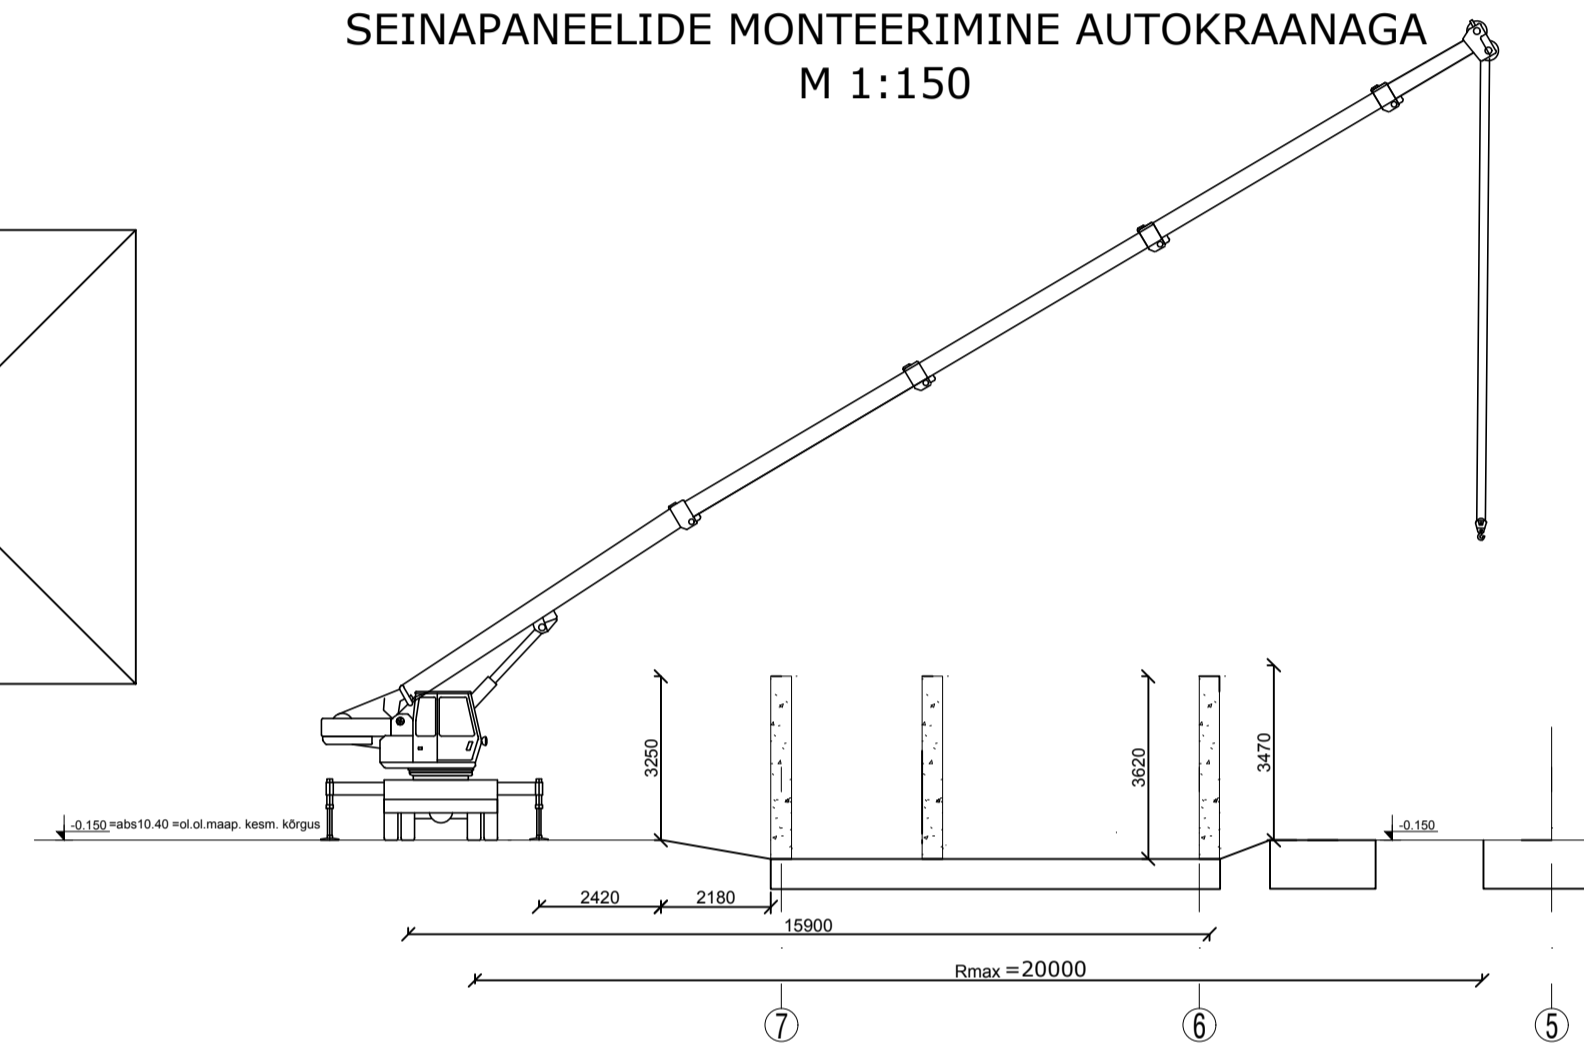 SEINAPANEELIDE MONTEERIMINE AUTOKRAANAGA
M 1:150
3250
3620
3470
-0.150 =abs10.40 =ol.ol.maap. kesm. kõrgus
-0.150
2420
2180
15900
Rmax =20000
7
6
5